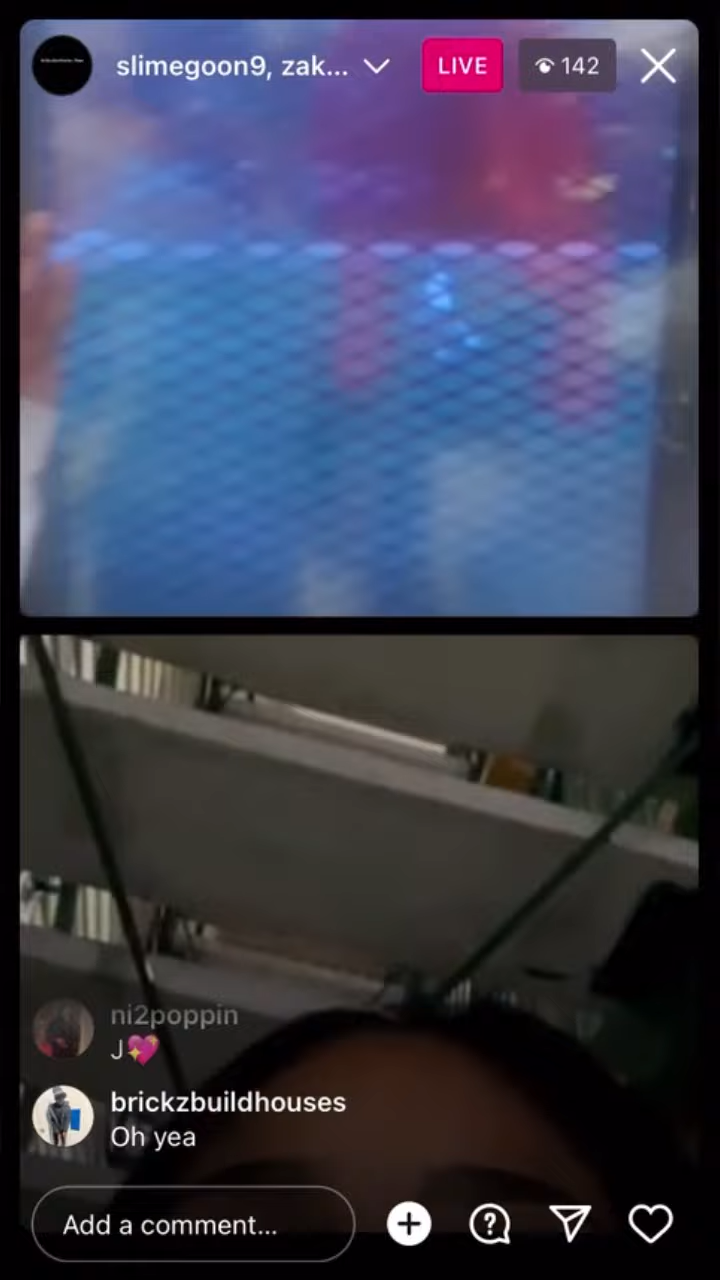 slimegoon9, zak...
LIVE
142
ni2poppin
J💖
brickzbuildhouses
Oh yea
Add a comment...